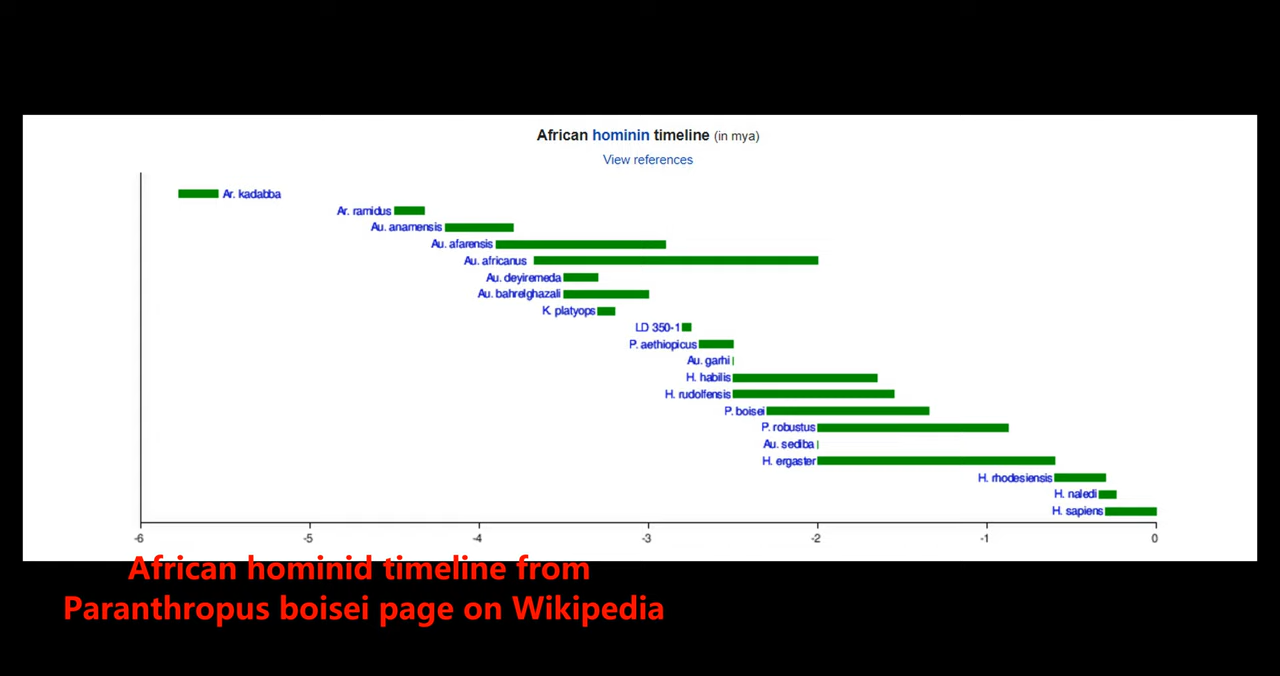 African hominin timeline (in mya)
View references
Ar. kadabba
Ar. ramidus
Au. anamensis
Au. afarensis
Au. africanus
Au. deyiremeda
Au. bahrelghazali
K. platyops
LD 350-1
P. aethiopicus
Au. garhi
H. habilis
H. rudolfensis
P. boisei
P. robustus
Au. sediba
H. ergaster
H. rhodesiensis
H. naledi
H. sapiens
-6 -5 -4 -3 -2 -1 0
African hominid timeline from
Paranthropus boisei page on Wikipedia